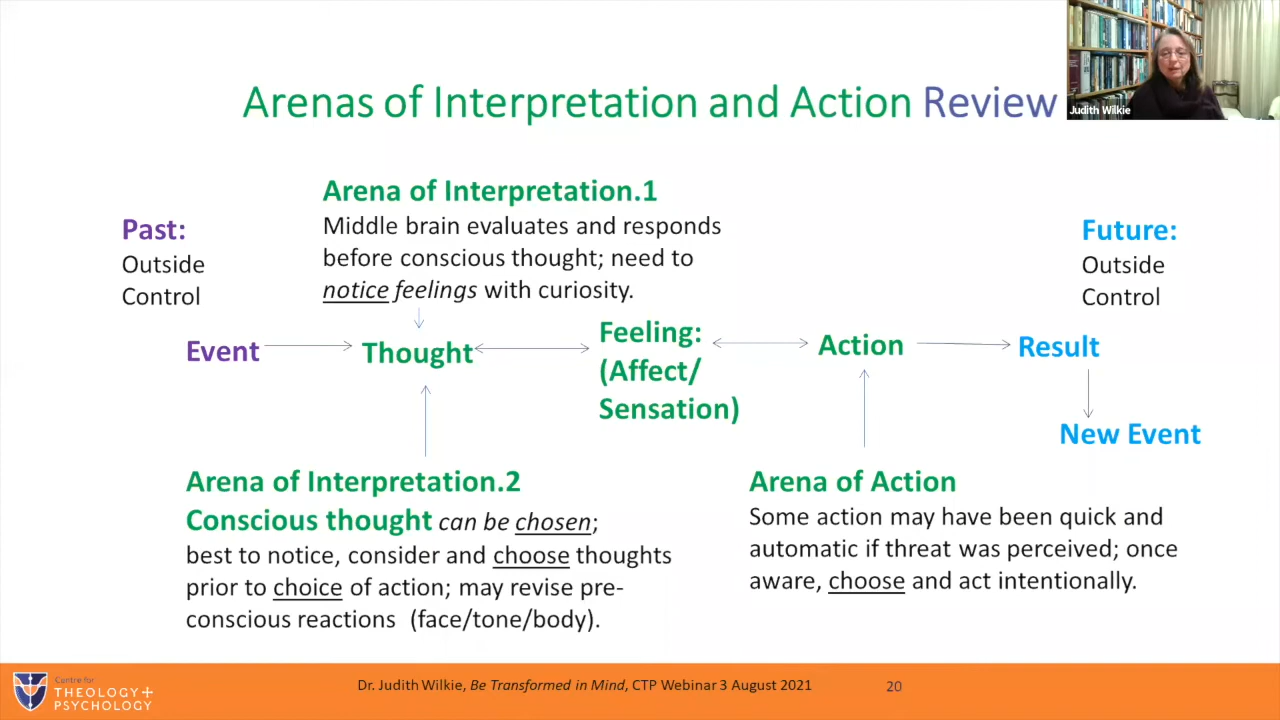 Arenas of Interpretation and Action Review
Judith Wilkie
Arena of Interpretation.1
Middle brain evaluates and responds
before conscious thought; need to
notice feelings with curiosity.
Past:
Outside
Control
Future:
Outside
Control
Event
Thought
Feeling:
(Affect/
Sensation)
Action
Result
New Event
Arena of Interpretation.2
Conscious thought can be chosen;
best to notice, consider and choose thoughts
prior to choice of action; may revise pre-
conscious reactions (face/tone/body).
Arena of Action
Some action may have been quick and
automatic if threat was perceived; once
aware, choose and act intentionally.
Centre for
THEOLOGY+
PSYCHOLOGY
Dr. Judith Wilkie, Be Transformed in Mind, CTP Webinar 3 August 2021
20